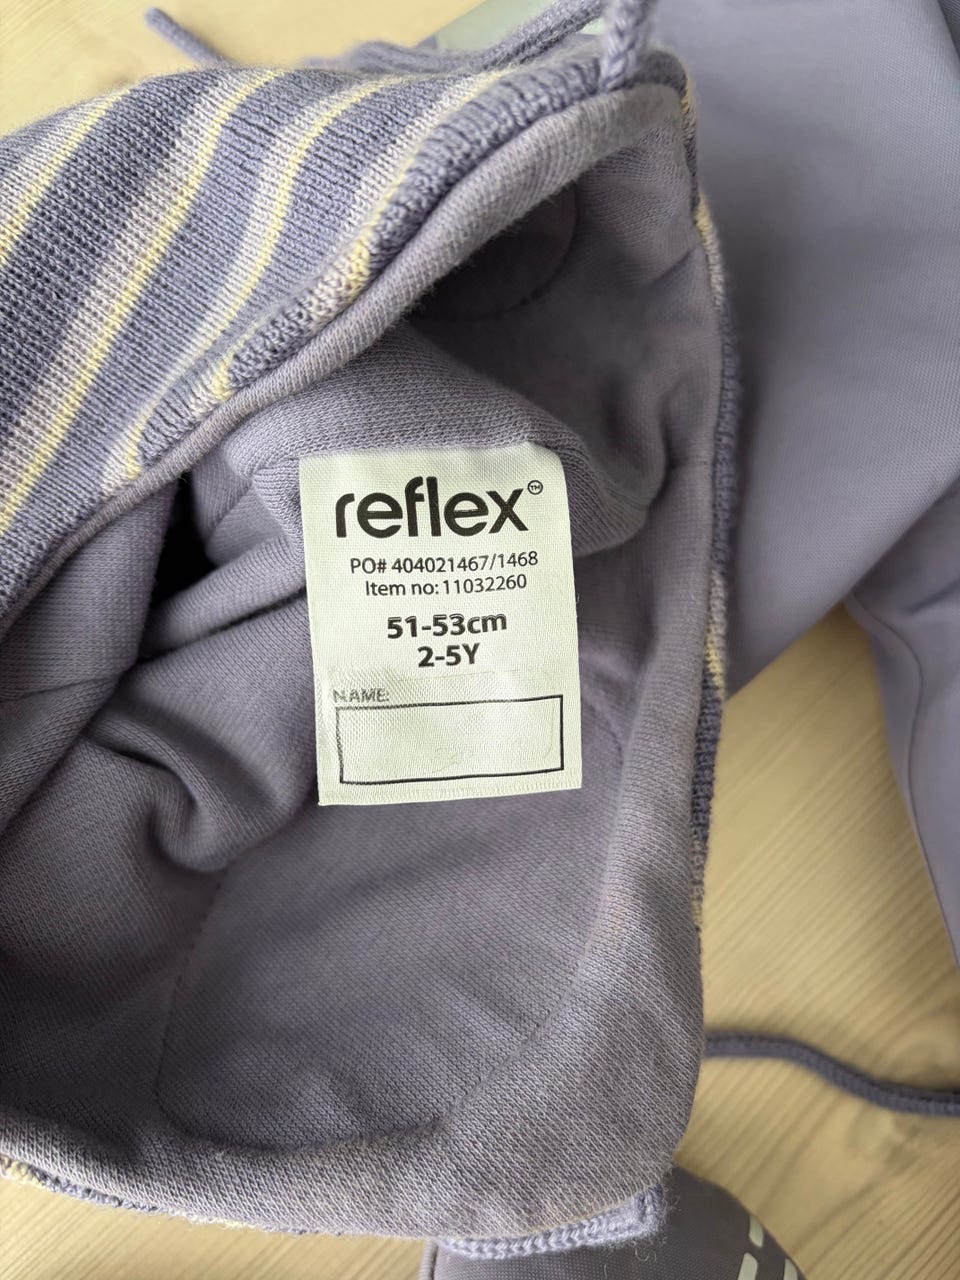 reflex™
PO# 404021467/1468
Item no: 11032260
51-53cm
2-5Y
NAME: